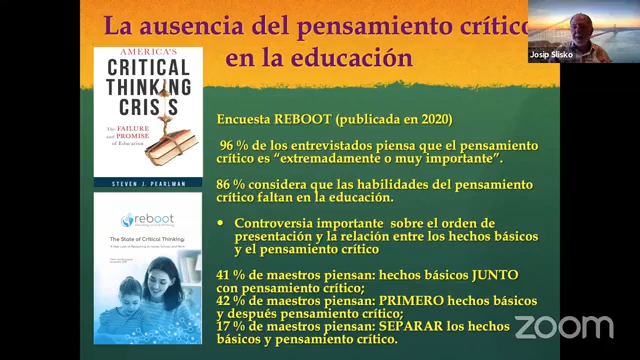 La ausencia del pensamiento crítico
en la educación
Josip Slisko
AMERICA'S
CRITICAL
THINKING
CRISIS
The FAILURE
and PROMISE
of EDUCATION
STEVEN J. PEARLMAN
reboot
The State of Critical Thinking:
Encuesta REBOOT (publicada en 2020)
96 % de los entrevistados piensa que el pensamiento
crítico es “extremadamente o muy importante”.
86 % considera que las habilidades del pensamiento
crítico faltan en la educación.
• Controversia importante sobre el orden de
presentación y la relación entre los hechos básicos
y el pensamiento crítico
41 % de maestros piensan: hechos básicos JUNTO
con pensamiento crítico;
42 % de maestros piensan: PRIMERO hechos básicos
y después pensamiento crítico;
17 % de maestros piensan: SEPARAR los hechos
básicos y pensamiento crítico.
zoom